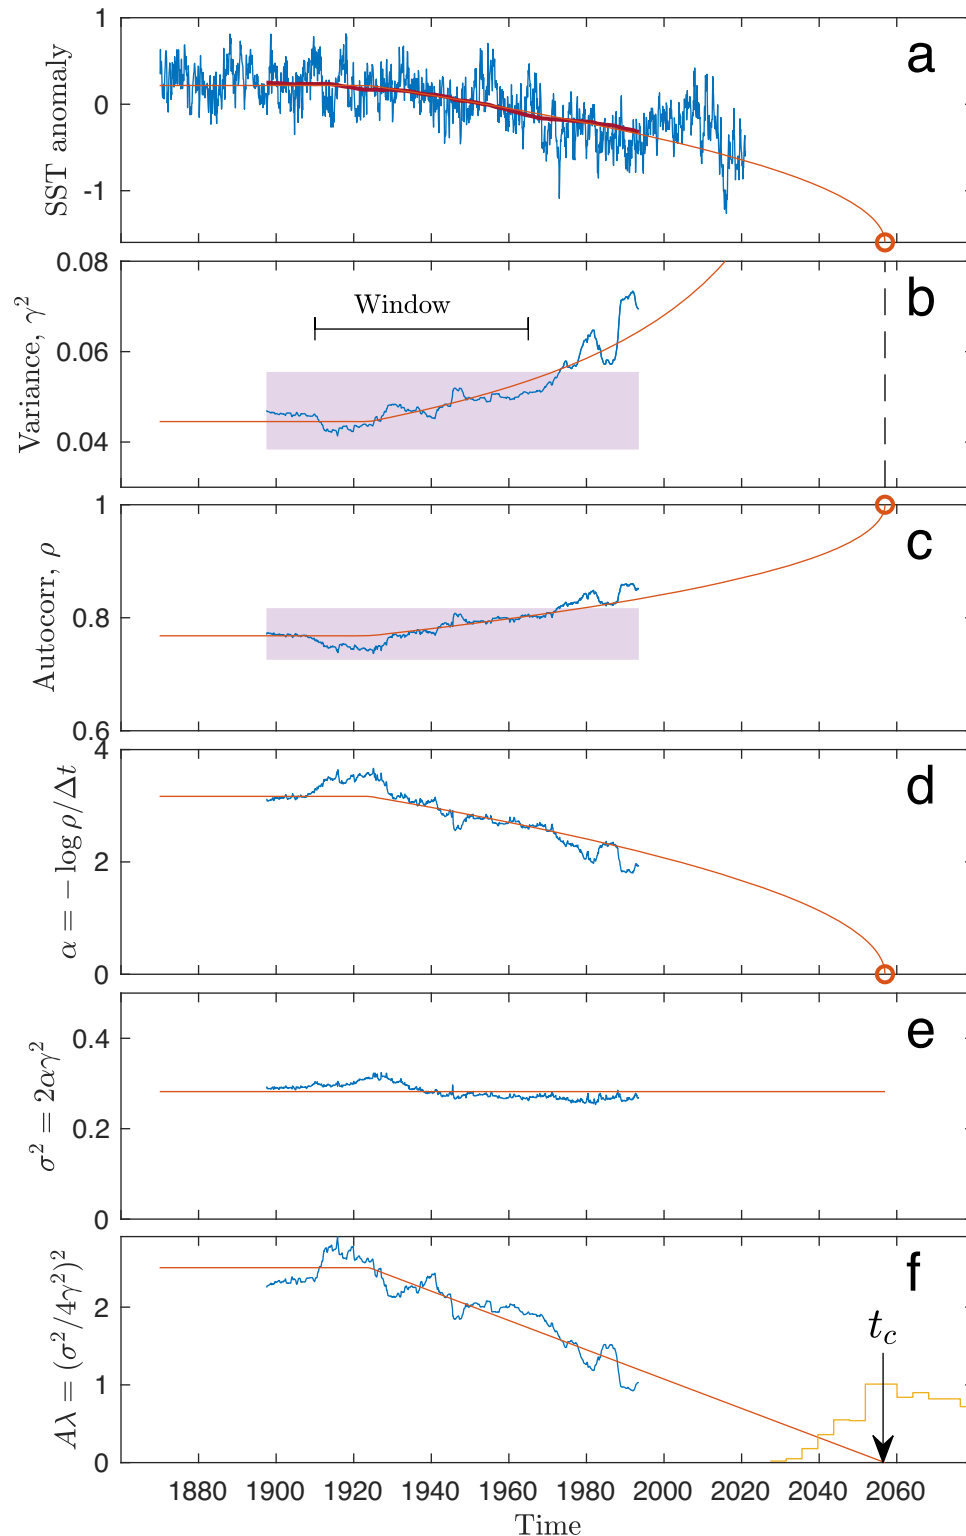 a
SST anomaly
1
0
-1
b
Variance, γ²
0.08
0.06
0.04
Window
c
Autocorr, ρ
1
0.8
0.6
d
α = − log ρ/Δt
4
2
0
e
σ² = 2αγ²
0.4
0.2
0
f
Aλ = (σ²/4γ²)²
2
1
0
t_c
1880 1900 1920 1940 1960 1980 2000 2020 2040 2060
Time